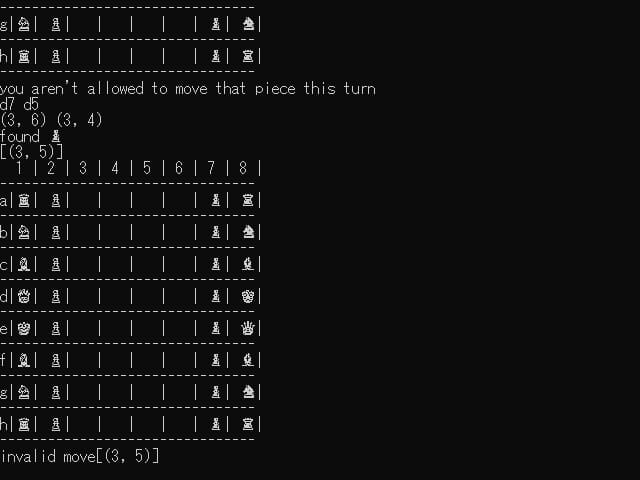 --------------------------------
g|♘| ♙|   |   |   |   | ♟| ♞|
--------------------------------
h|♖| ♙|   |   |   |   | ♟| ♜|
--------------------------------
you aren't allowed to move that piece this turn
d7 d5
(3, 6) (3, 4)
found ♟
[(3, 5)]
  1 | 2 | 3 | 4 | 5 | 6 | 7 | 8 |
--------------------------------
a|♖| ♙|   |   |   |   | ♟| ♜|
--------------------------------
b|♘| ♙|   |   |   |   | ♟| ♞|
--------------------------------
c|♗| ♙|   |   |   |   | ♟| ♝|
--------------------------------
d|♕| ♙|   |   |   |   | ♟| ♚|
--------------------------------
e|♔| ♙|   |   |   |   | ♟| ♛|
--------------------------------
f|♗| ♙|   |   |   |   | ♟| ♝|
--------------------------------
g|♘| ♙|   |   |   |   | ♟| ♞|
--------------------------------
h|♖| ♙|   |   |   |   | ♟| ♜|
--------------------------------
invalid move[(3, 5)]